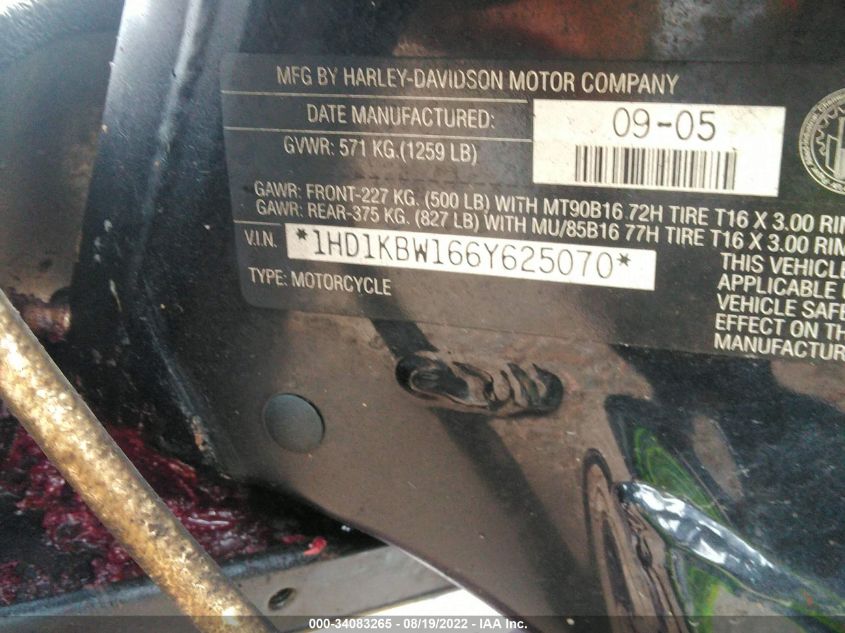 MFG BY HARLEY-DAVIDSON MOTOR COMPANY
DATE MANUFACTURED: 09-05
GVWR: 571 KG.(1259 LB)
GAWR: FRONT-227 KG. (500 LB) WITH MT90B16 72H TIRE T16 X 3.00 RIM
GAWR: REAR-375 KG. (827 LB) WITH MU/85B16 77H TIRE T16 X 3.00 RIM
V.I.N. *1HD1KBW166Y625070*
TYPE: MOTORCYCLE
THIS VEHICLE
APPLICABLE
VEHICLE SAFE
EFFECT ON TH
MANUFACTUR
000-34083265 - 08/19/2022 - IAA Inc.